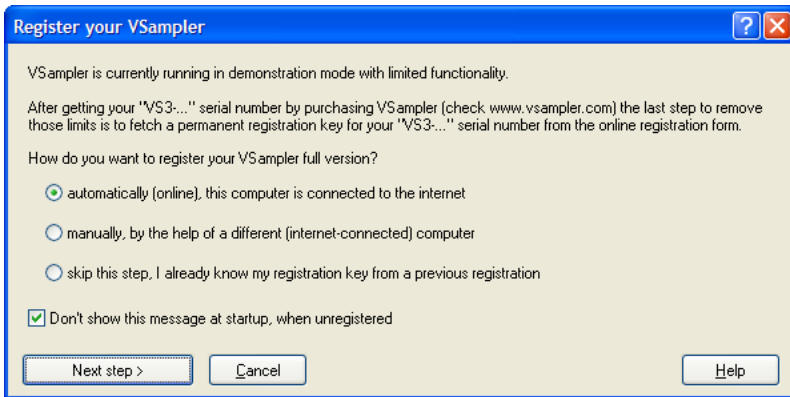 Register your VSampler
VSampler is currently running in demonstration mode with limited functionality.
After getting your "VS3-..." serial number by purchasing VSampler (check www.vsampler.com) the last step to remove
those limits is to fetch a permanent registration key for your "VS3-..." serial number from the online registration form.
How do you want to register your VSampler full version?
automatically (online), this computer is connected to the internet
manually, by the help of a different (internet-connected) computer
skip this step, I already know my registration key from a previous registration
Don't show this message at startup, when unregistered
Next step > Cancel Help